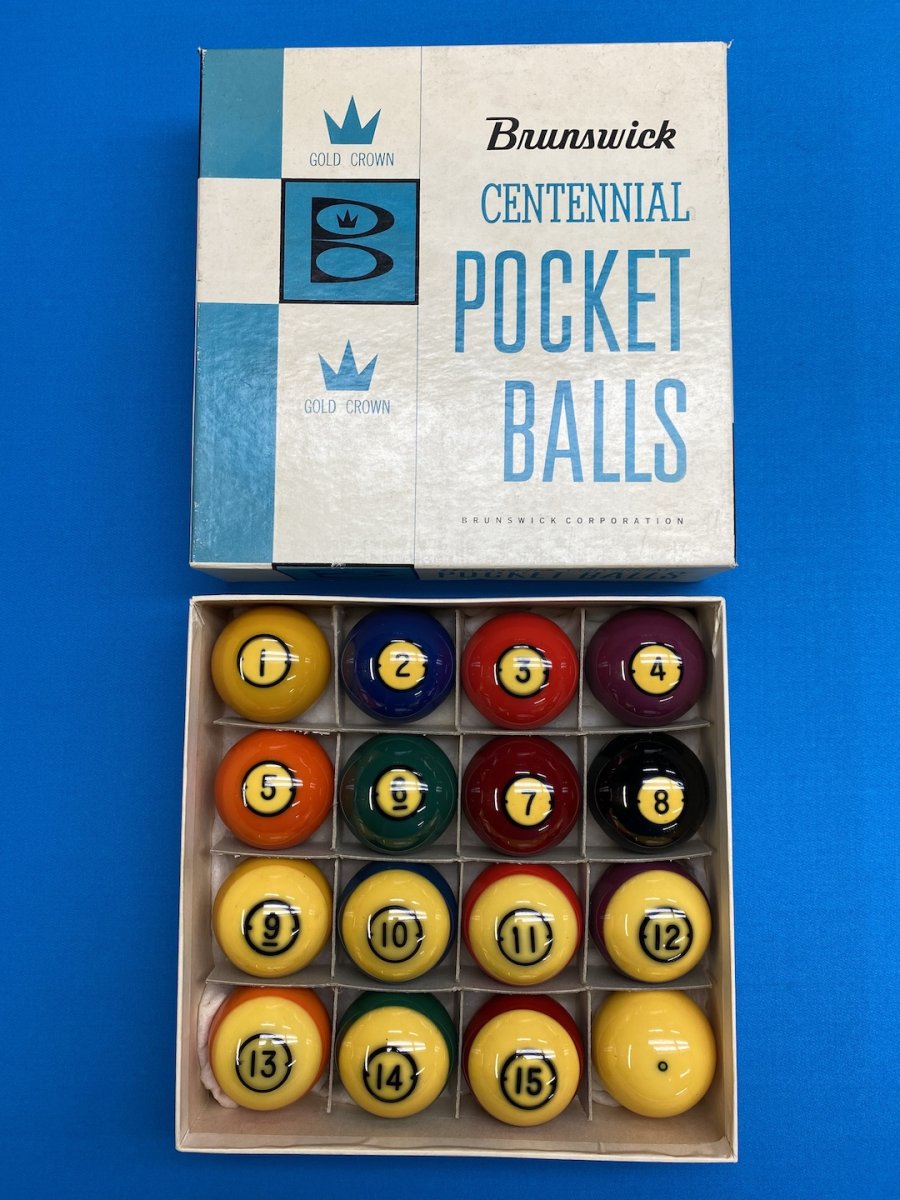 GOLD CROWN
B
GOLD CROWN
Brunswick
CENTENNIAL
POCKET
BALLS
BRUNSWICK CORPORATION
POCKET BALLS
1 2 3 4
5 6 7 8
9 10 11 12
13 14 15